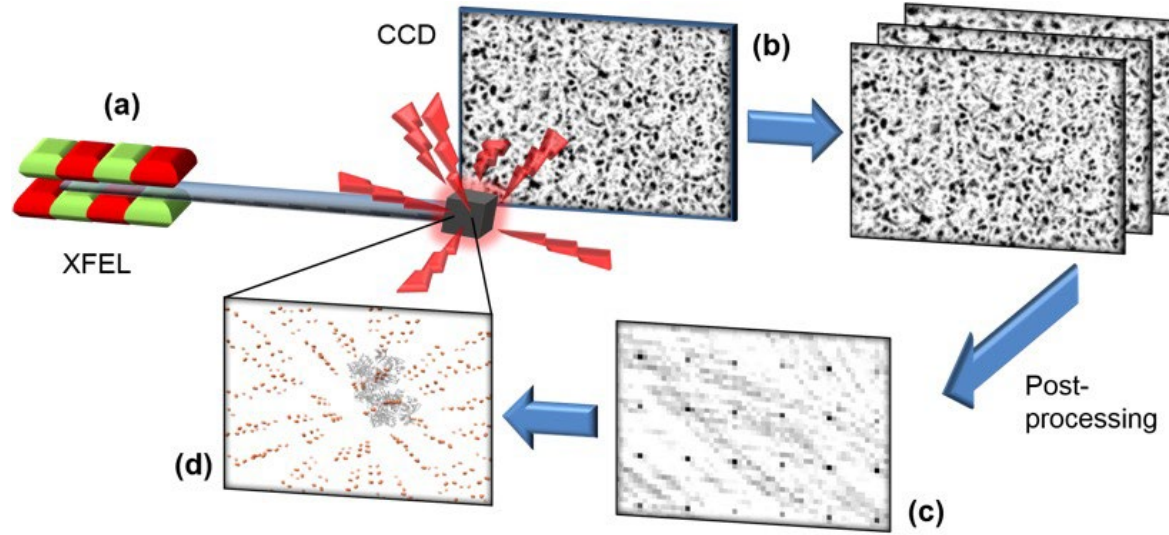 CCD
(b)
(a)
XFEL
Post-
processing
(d)
(c)